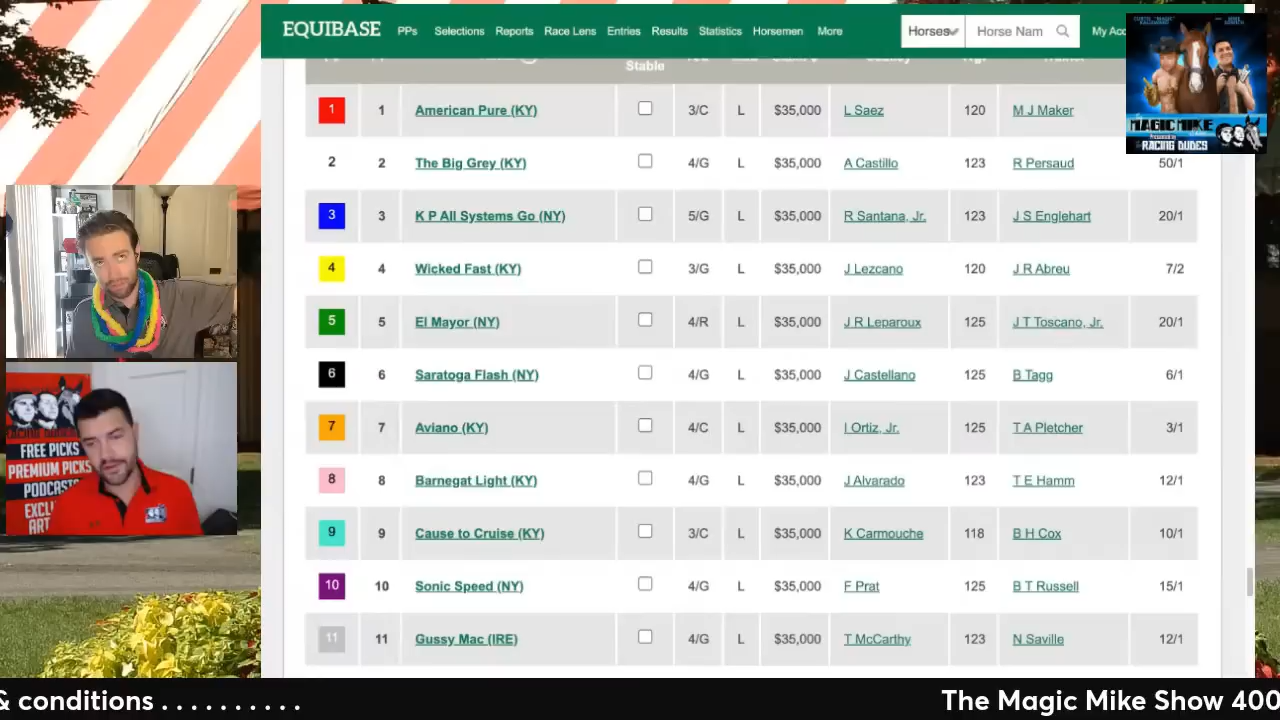 EQUIBASE PPs Selections Reports Race Lens Entries Results Statistics Horsemen More Horses Horse Nam My Acc
Stable
1 1 American Pure (KY) 3/C L $35,000 L Saez 120 M J Maker
2 2 The Big Grey (KY) 4/G L $35,000 A Castillo 123 R Persaud 50/1
3 3 K P All Systems Go (NY) 5/G L $35,000 R Santana, Jr. 123 J S Englehart 20/1
4 4 Wicked Fast (KY) 3/G L $35,000 J Lezcano 120 J R Abreu 7/2
5 5 El Mayor (NY) 4/R L $35,000 J R Leparoux 125 J T Toscano, Jr. 20/1
6 6 Saratoga Flash (NY) 4/G L $35,000 J Castellano 125 B Tagg 6/1
7 7 Aviano (KY) 4/C L $35,000 I Ortiz, Jr. 125 T A Pletcher 3/1
8 8 Barnegat Light (KY) 4/G L $35,000 J Alvarado 123 T E Hamm 12/1
9 9 Cause to Cruise (KY) 3/C L $35,000 K Carmouche 118 B H Cox 10/1
10 10 Sonic Speed (NY) 4/G L $35,000 F Prat 125 B T Russell 15/1
11 11 Gussy Mac (IRE) 4/G L $35,000 T McCarthy 123 N Saville 12/1
MAGIC MIKE
RACING DUDES
FREE PICKS
PREMIUM PICKS
PODCAST
EXCL
ART
& conditions . . . . . . . . . . The Magic Mike Show 400